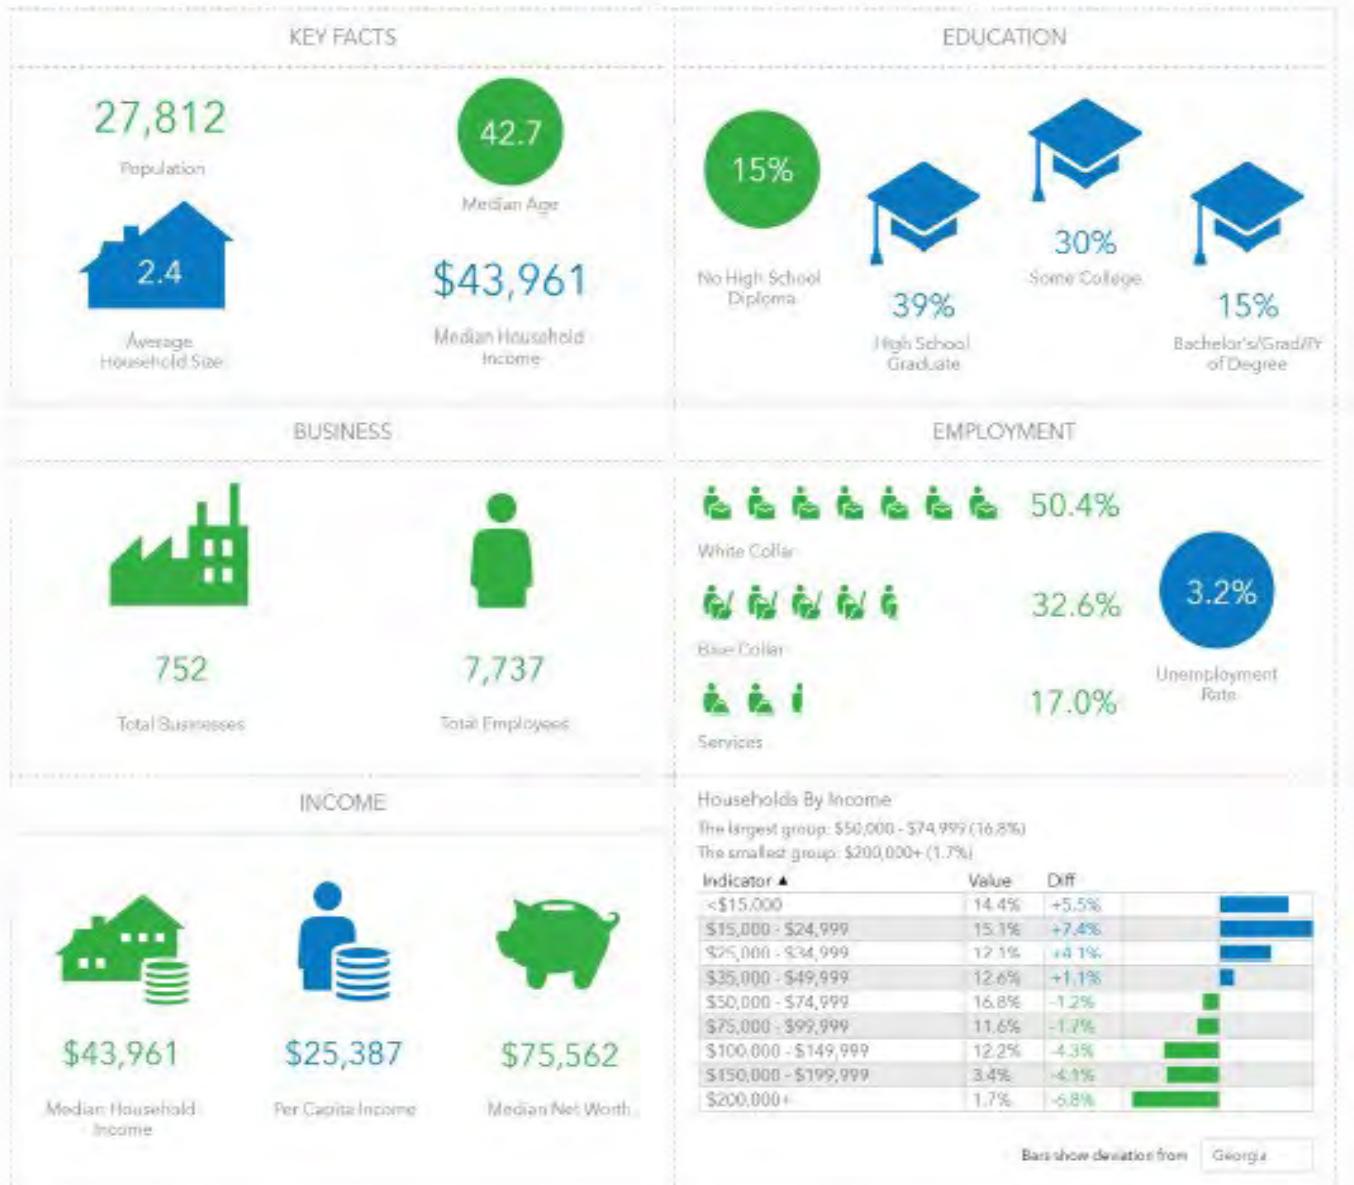 KEY FACTS
27,812
Population
42.7
Median Age
2.4
Average
Household Size
$43,961
Median Household
Income
EDUCATION
15%
No High School
Diploma
39%
High School
Graduate
30%
Some College
15%
Bachelor's/Grad/Pr
of Degree
BUSINESS
752
Total Businesses
7,737
Total Employees
EMPLOYMENT
50.4%
White Collar
32.6%
Blue Collar
17.0%
Services
3.2%
Unemployment
Rate
INCOME
$43,961
Median Household
Income
$25,387
Per Capita Income
$75,562
Median Net Worth
Households By Income
The largest group: $50,000 - $74,999 (16.8%)
The smallest group: $200,000+ (1.7%)
Indicator ▲ Value Diff
<$15,000 14.4% +5.5%
$15,000 - $24,999 15.1% +7.4%
$25,000 - $34,999 12.1% +4.1%
$35,000 - $49,999 12.6% +1.1%
$50,000 - $74,999 16.8% -1.2%
$75,000 - $99,999 11.6% -1.7%
$100,000 - $149,999 12.2% -4.3%
$150,000 - $199,999 3.4% -4.1%
$200,000+ 1.7% -6.8%
Bars show deviation from Georgia